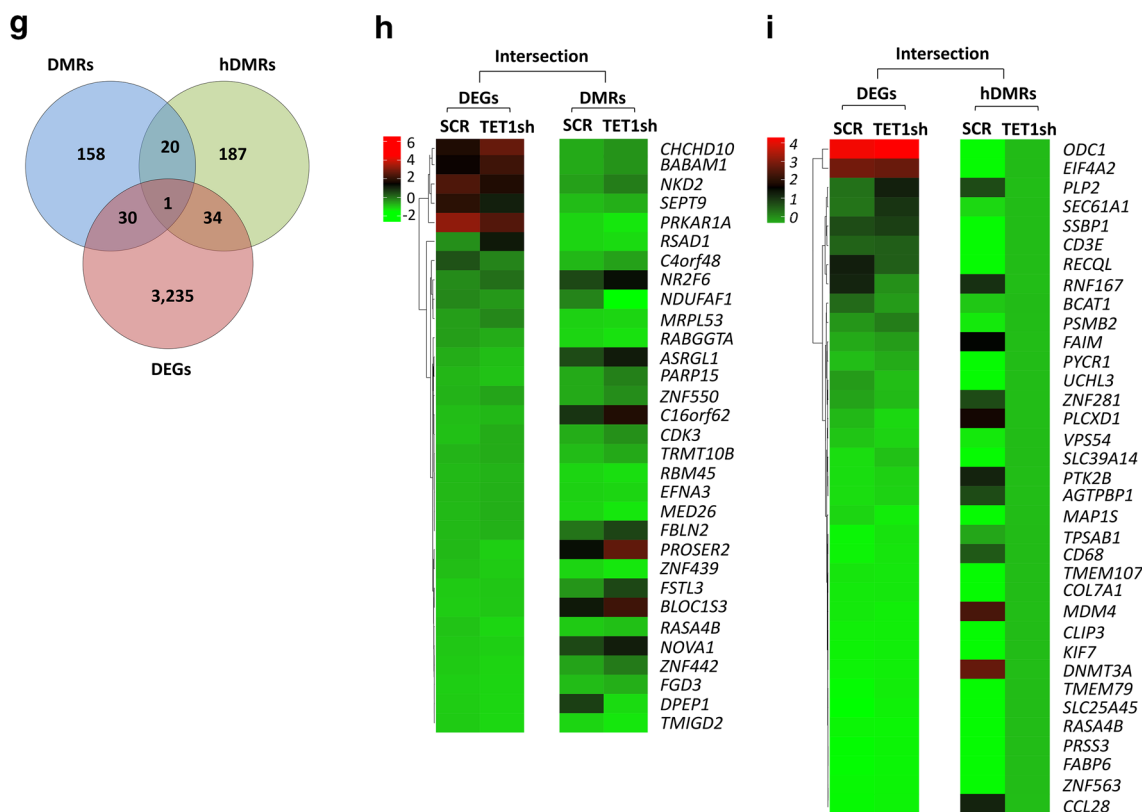 g
DMRs
hDMRs
158
20
187
30
1
34
3,235
DEGs
h
Intersection
DEGs
DMRs
SCR TET1sh
SCR TET1sh
6
4
2
0
-2
CHCHD10
BABAM1
NKD2
SEPT9
PRKAR1A
RSAD1
C4orf48
NR2F6
NDUFAF1
MRPL53
RABGGTA
ASRGL1
PARP15
ZNF550
C16orf62
CDK3
TRMT10B
RBM45
EFNA3
MED26
FBLN2
PROSER2
ZNF439
FSTL3
BLOC1S3
RASA4B
NOVA1
ZNF442
FGD3
DPEP1
TMIGD2
i
Intersection
DEGs
hDMRs
SCR TET1sh
SCR TET1sh
4
3
2
1
0
ODC1
EIF4A2
PLP2
SEC61A1
SSBP1
CD3E
RECQL
RNF167
BCAT1
PSMB2
FAIM
PYCR1
UCHL3
ZNF281
PLCXD1
VPS54
SLC39A14
PTK2B
AGTPBP1
MAP1S
TPSAB1
CD68
TMEM107
COL7A1
MDM4
CLIP3
KIF7
DNMT3A
TMEM79
SLC25A45
RASA4B
PRSS3
FABP6
ZNF563
CCL28